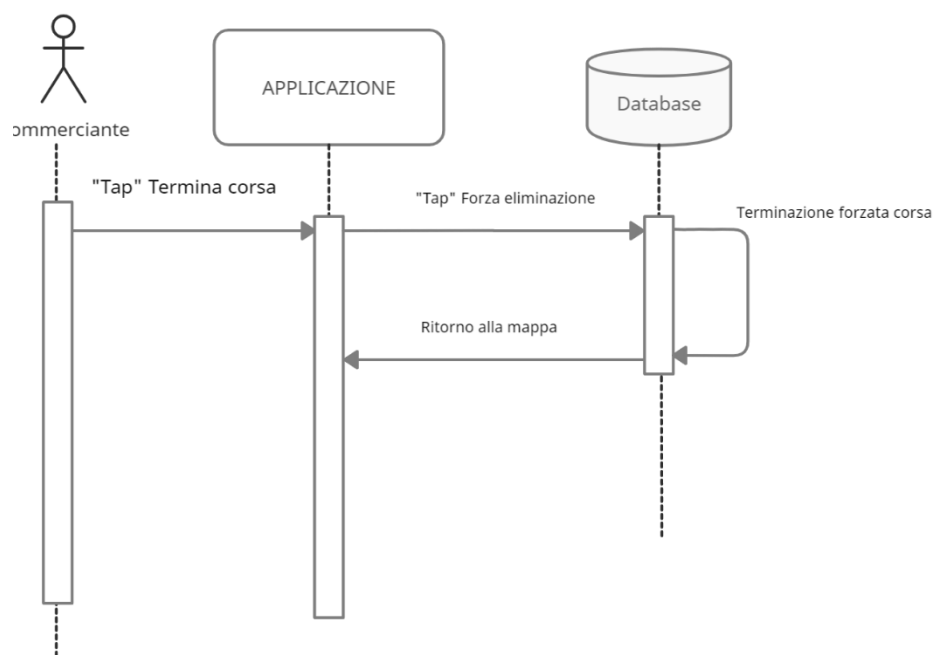 APPLICAZIONE
Database
ommerciante
"Tap" Termina corsa
"Tap" Forza eliminazione
Terminazione forzata corsa
Ritorno alla mappa